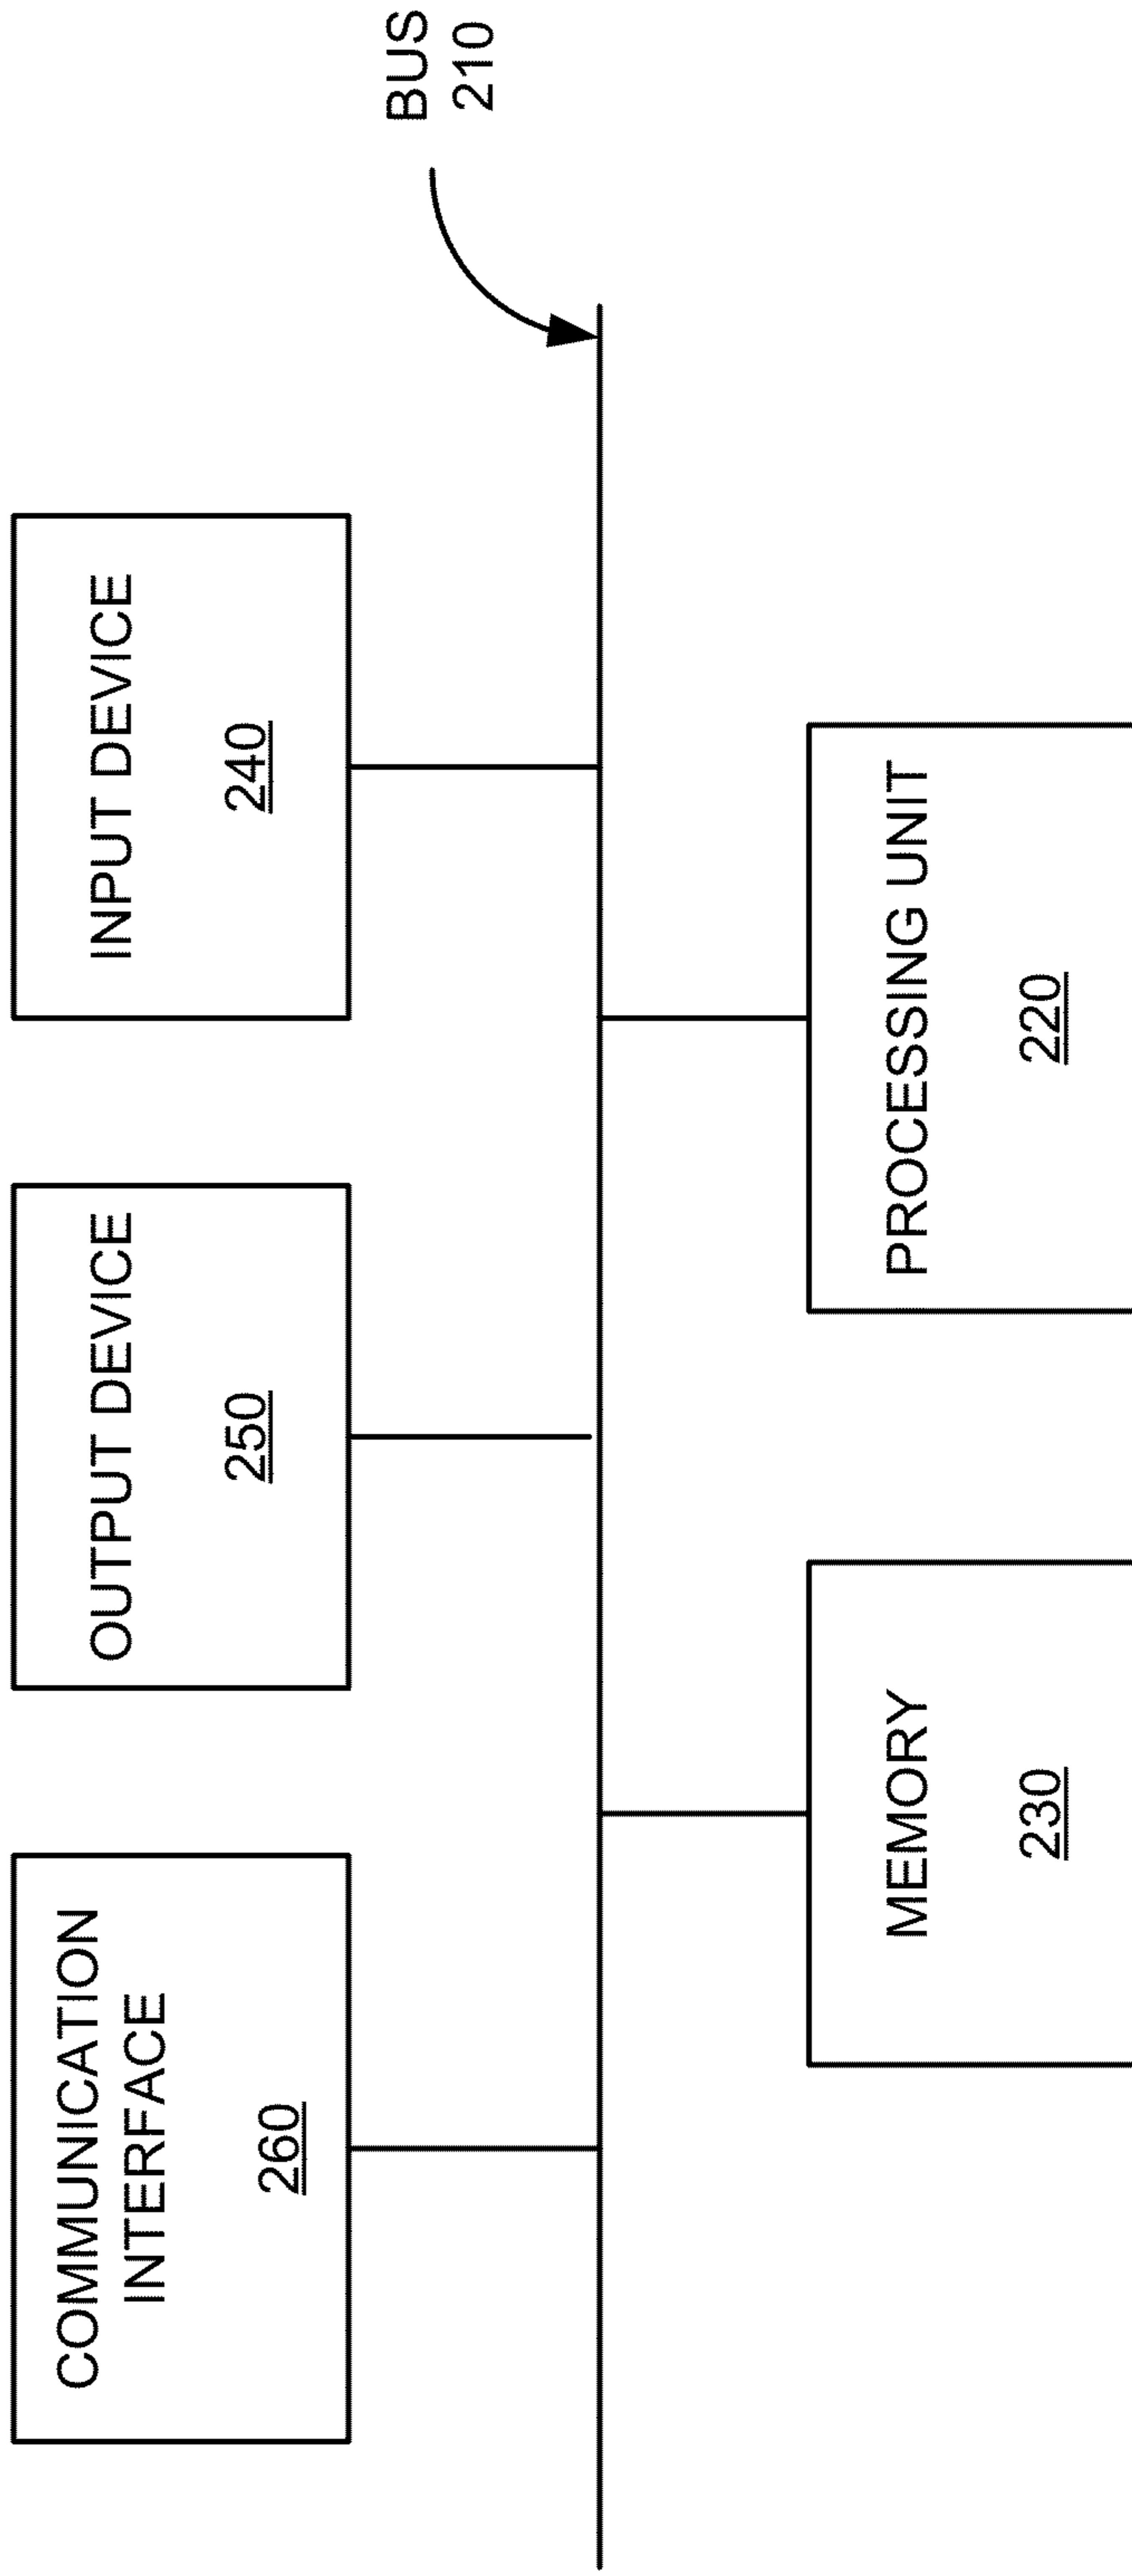 COMMUNICATION
INTERFACE
260
OUTPUT DEVICE
250
INPUT DEVICE
240
BUS
210
MEMORY
230
PROCESSING UNIT
220